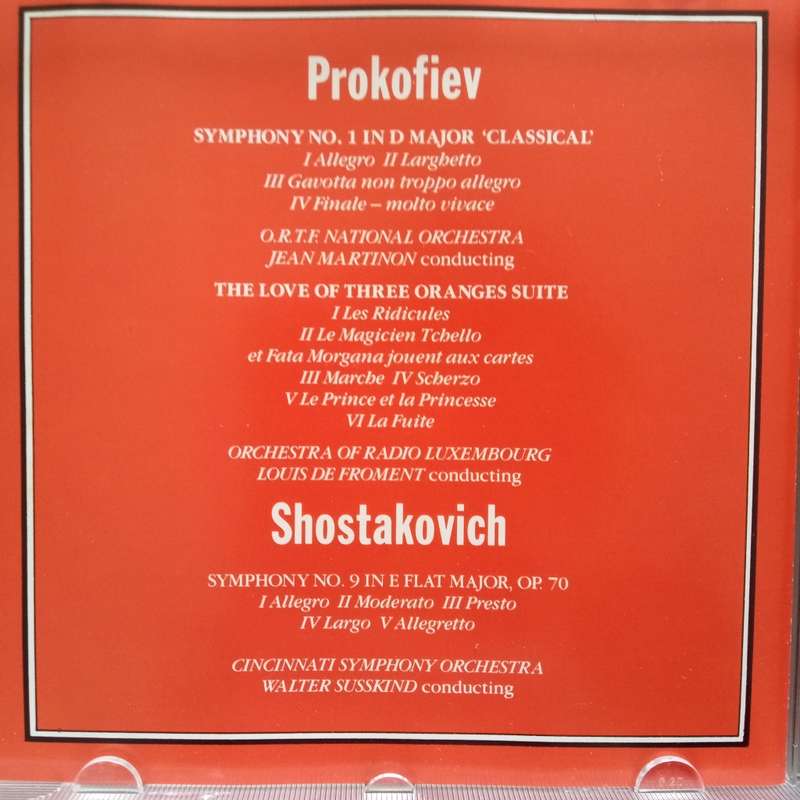 Prokofiev
SYMPHONY NO. 1 IN D MAJOR ‘CLASSICAL’
I Allegro II Larghetto
III Gavotta non troppo allegro
IV Finale – molto vivace
O.R.T.F. NATIONAL ORCHESTRA
JEAN MARTINON conducting
THE LOVE OF THREE ORANGES SUITE
I Les Ridicules
II Le Magicien Tchello
et Fata Morgana jouent aux cartes
III Marche IV Scherzo
V Le Prince et la Princesse
VI La Fuite
ORCHESTRA OF RADIO LUXEMBOURG
LOUIS DE FROMENT conducting
Shostakovich
SYMPHONY NO. 9 IN E FLAT MAJOR, OP. 70
I Allegro II Moderato III Presto
IV Largo V Allegretto
CINCINNATI SYMPHONY ORCHESTRA
WALTER SUSSKIND conducting